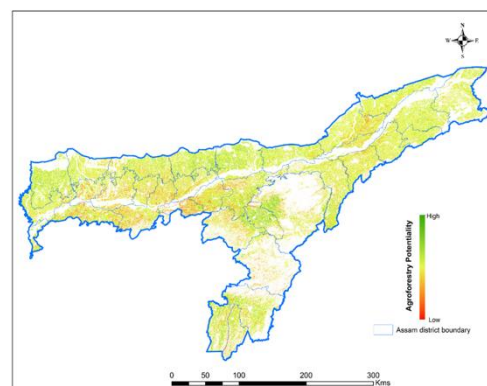 N
W E
S
High
Agroforestry Potentiality
Low
Assam district boundary
0 50 100 200 300
Kms